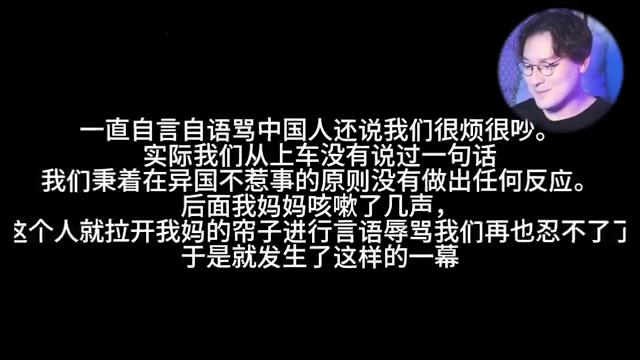 一直自言自语骂中国人还说我们很烦很吵。
实际我们从上车没有说过一句话
我们秉着在异国不惹事的原则没有做出任何反应。
后面我妈妈咳嗽了几声，
这个人就拉开我妈的帘子进行言语辱骂我们再也忍不了了
于是就发生了这样的一幕